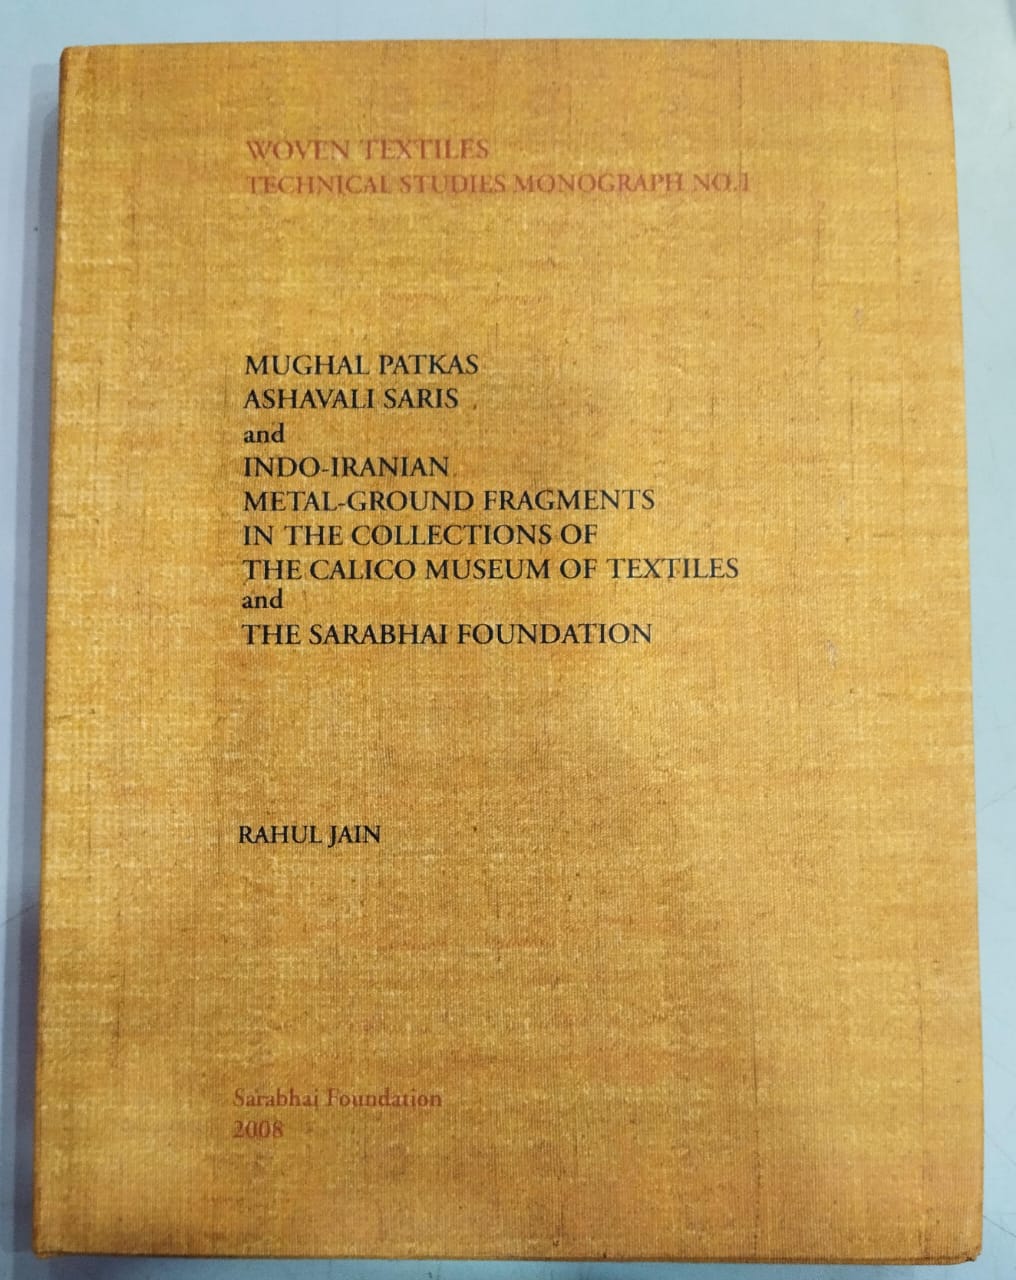 WOVEN TEXTILES
TECHNICAL STUDIES MONOGRAPH NO.1
MUGHAL PATKAS
ASHAVALI SARIS
and
INDO-IRANIAN
METAL-GROUND FRAGMENTS
IN THE COLLECTIONS OF
THE CALICO MUSEUM OF TEXTILES
and
THE SARABHAI FOUNDATION
RAHUL JAIN
Sarabhai Foundation
2008